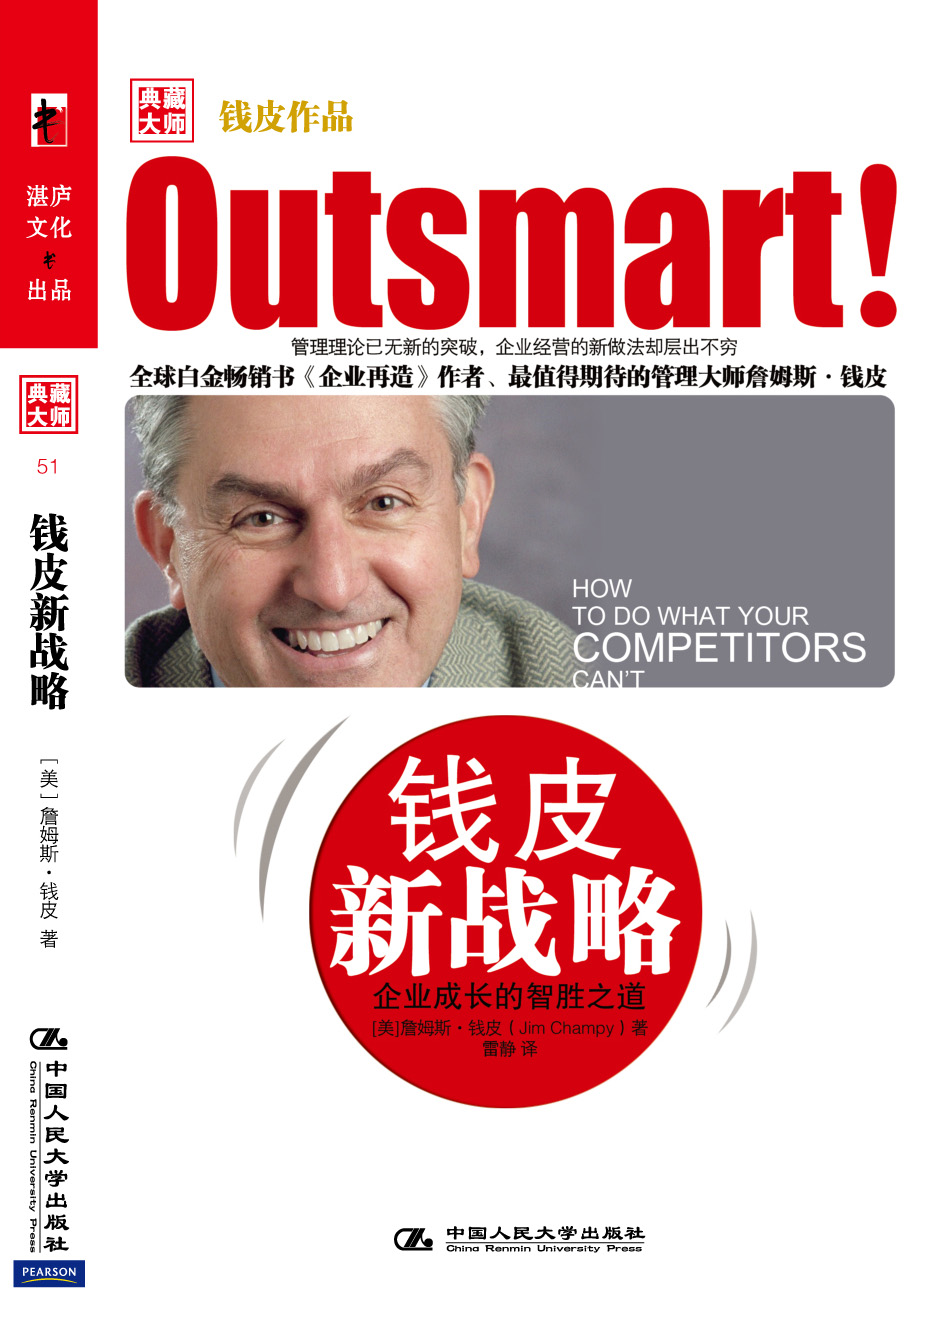 湛庐
文化
出品
典藏
大师
51
钱皮新战略
[美]詹姆斯·钱皮 著
中国人民大学出版社
China Renmin University Press
PEARSON
典藏
大师
钱皮作品
Outsmart!
管理理论已无新的突破，企业经营的新做法却层出不穷
全球白金畅销书《企业再造》作者、最值得期待的管理大师詹姆斯·钱皮
HOW
TO DO WHAT YOUR
COMPETITORS
CAN'T
钱皮
新战略
企业成长的智胜之道
[美]詹姆斯·钱皮（Jim Champy）著
雷静 译
中国人民大学出版社
China Renmin University Press